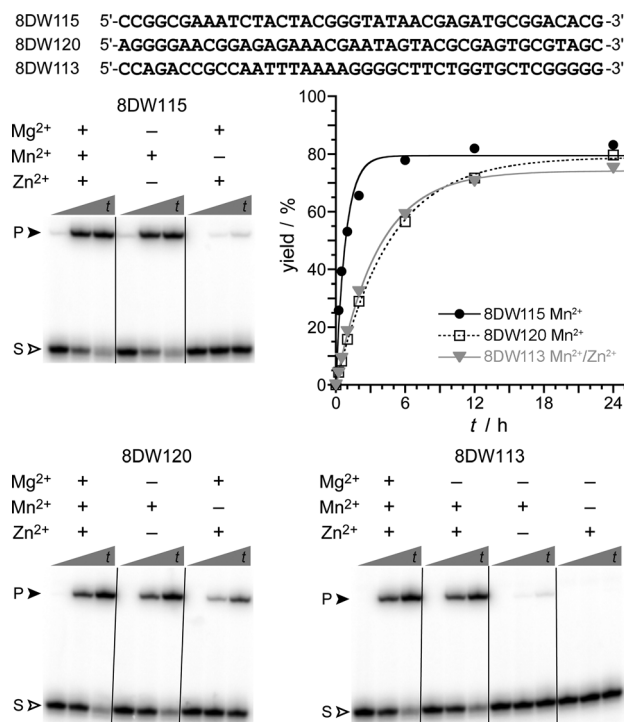 8DW115 5'-CCGGCGAAATCTACTACGGGTATAACGAGATGCGGACACG-3'
8DW120 5'-AGGGGAACGGAGAGAAACGAATAGTACGCGAGTGCGTAGC-3'
8DW113 5'-CCAGACCGCCAATTTAAAAGGGGCTTCTGGTGCTCGGGGG-3'
8DW115
Mg²⁺ + – +
Mn²⁺ + + –
Zn²⁺ + – +
t t t
P
S
100
80
60
40
20
0
yield / %
8DW115 Mn²⁺
8DW120 Mn²⁺
8DW113 Mn²⁺/Zn²⁺
0 6 12 18 24
t / h
8DW120
Mg²⁺ + – +
Mn²⁺ + + –
Zn²⁺ + – +
t t t
P
S
8DW113
Mg²⁺ + – – –
Mn²⁺ + + + –
Zn²⁺ + + – +
t t t t
P
S